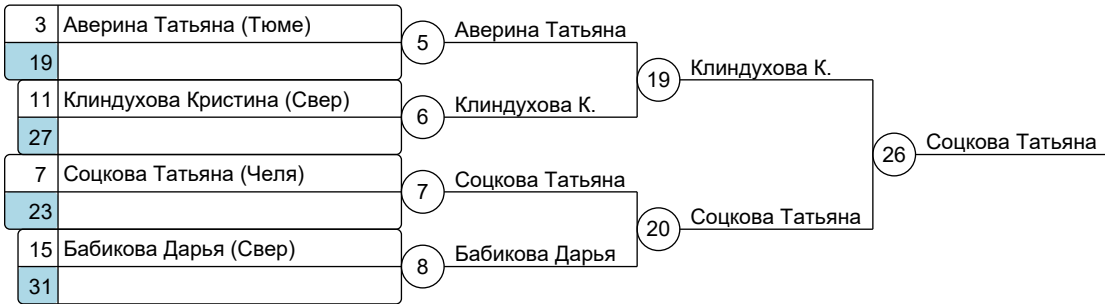 3 Аверина Татьяна (Тюме)
19
11 Клиндухова Кристина (Свер)
27
7 Соцкова Татьяна (Челя)
23
15 Бабикова Дарья (Свер)
31
5 Аверина Татьяна
6 Клиндухова К.
7 Соцкова Татьяна
8 Бабикова Дарья
19 Клиндухова К.
20 Соцкова Татьяна
26 Соцкова Татьяна